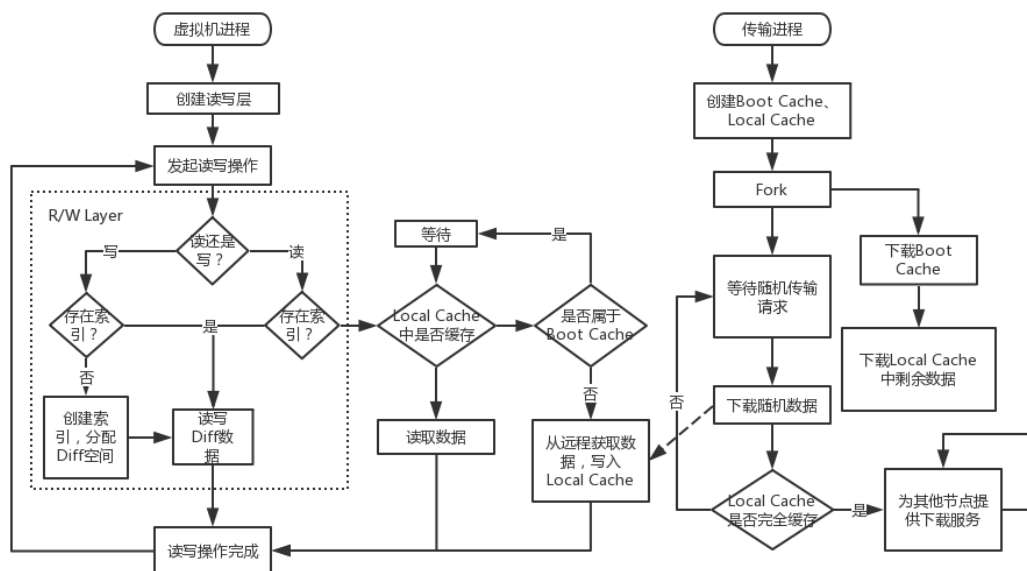 虚拟机进程
创建读写层
发起读写操作
R/W Layer
读还是
写？
写
读
存在索
引？
是
存在索
引？
否
创建索
引，分配
Diff空间
读写
Diff数
据
读写操作完成
等待
是
Local Cache
中是否缓存
是否属于
Boot Cache
否
读取数据
从远程获取数
据，写入
Local Cache
传输进程
创建Boot Cache、
Local Cache
Fork
下载Boot
Cache
等待随机传输
请求
下载Local Cache
中剩余数据
否
下载随机数据
Local Cache
是否完全缓存
是
为其他节点提
供下载服务